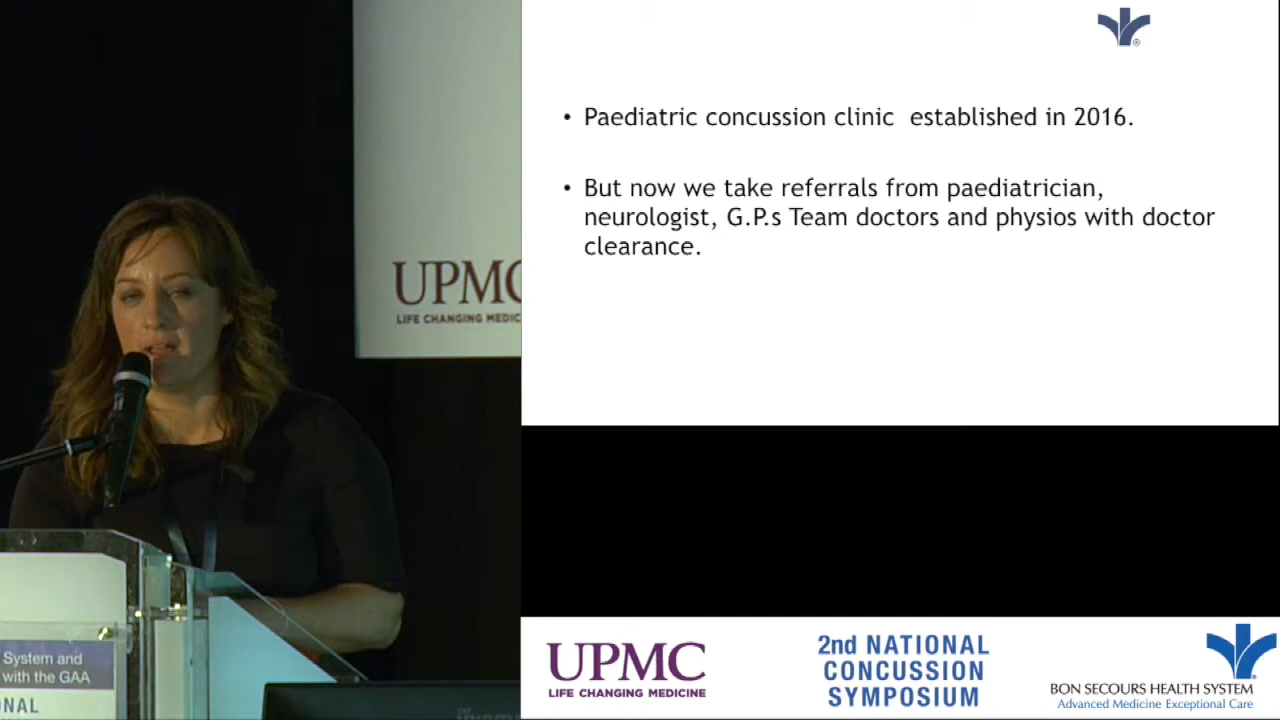 • Paediatric concussion clinic established in 2016.
• But now we take referrals from paediatrician,
neurologist, G.P.s Team doctors and physios with doctor
clearance.
UPMC
LIFE CHANGING
System and
with the GAA
UPMC
LIFE CHANGING MEDICINE
2nd NATIONAL
CONCUSSION
SYMPOSIUM
BON SECOURS HEALTH SYSTEM
Advanced Medicine Exceptional Care